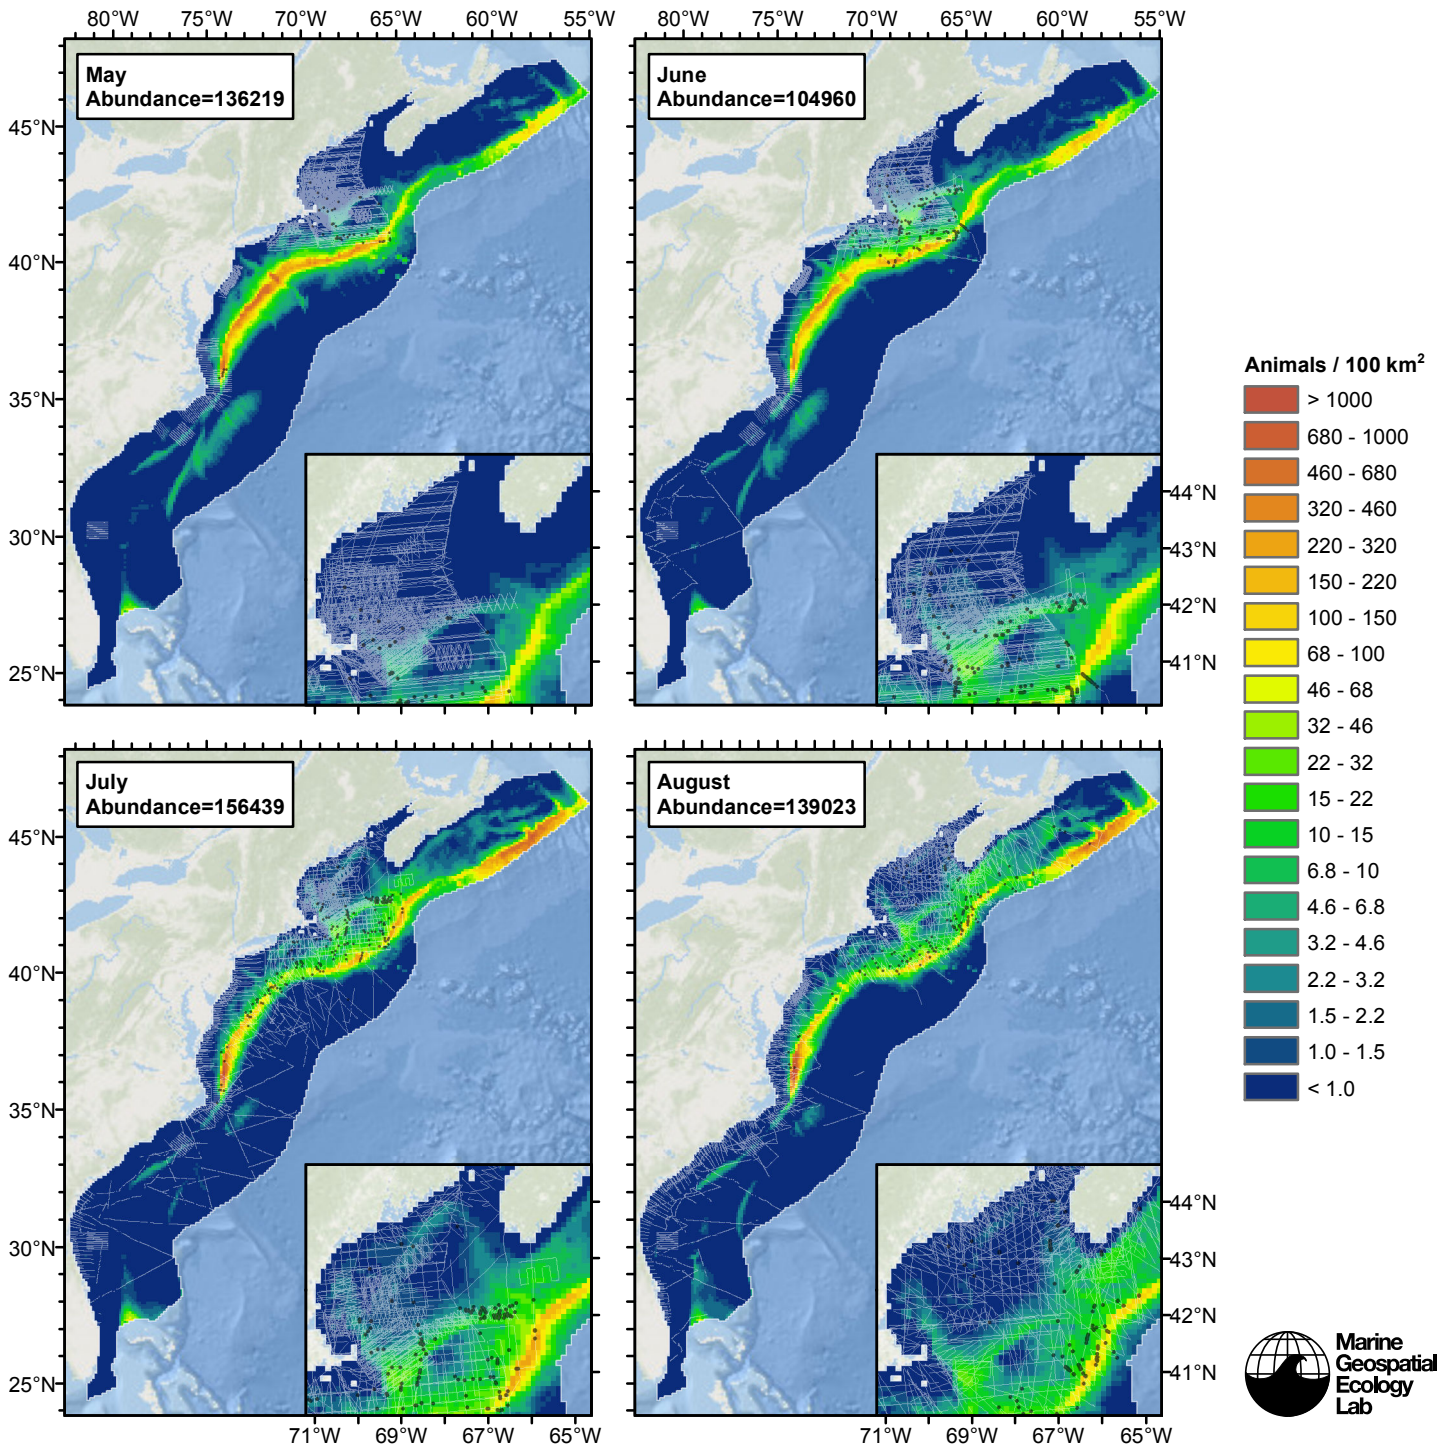 80°W 75°W 70°W 65°W 60°W 55°W
80°W 75°W 70°W 65°W 60°W 55°W
May
Abundance=136219
June
Abundance=104960
45°N
40°N
35°N
30°N
25°N
44°N
43°N
42°N
41°N
July
Abundance=156439
August
Abundance=139023
45°N
40°N
35°N
30°N
25°N
44°N
43°N
42°N
41°N
71°W 69°W 67°W 65°W
71°W 69°W 67°W 65°W
Animals / 100 km²
> 1000
680 - 1000
460 - 680
320 - 460
220 - 320
150 - 220
100 - 150
68 - 100
46 - 68
32 - 46
22 - 32
15 - 22
10 - 15
6.8 - 10
4.6 - 6.8
3.2 - 4.6
2.2 - 3.2
1.5 - 2.2
1.0 - 1.5
< 1.0
Marine
Geospatial
Ecology
Lab